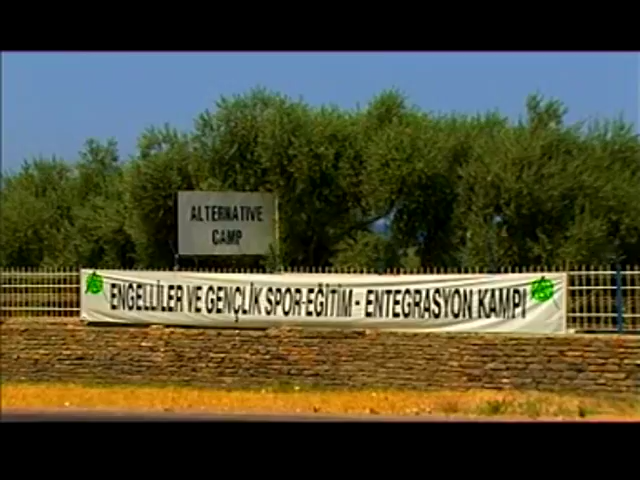 ALTERNATIVE
CAMP
ENGELLİLER VE GENÇLİK SPOR-EĞİTİM - ENTEGRASYON KAMPI